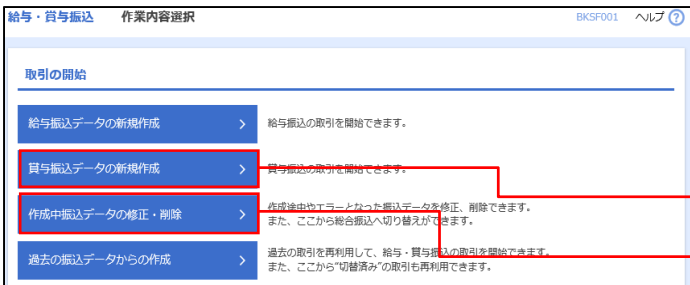 給与・賞与振込 作業内容選択 BKSF001 ヘルプ ?
取引の開始
給与振込データの新規作成 > 給与振込の取引を開始できます。
賞与振込データの新規作成 > 賞与振込の取引を開始できます。
作成中振込データの修正・削除 > 作成途中やエラーとなった振込データを修正、削除できます。
また、ここから総合振込へ切り替えができます。
過去の振込データからの作成 > 過去の取引を再利用して、給与・賞与振込の取引を開始できます。
また、ここから"切替済み"の取引も再利用できます。